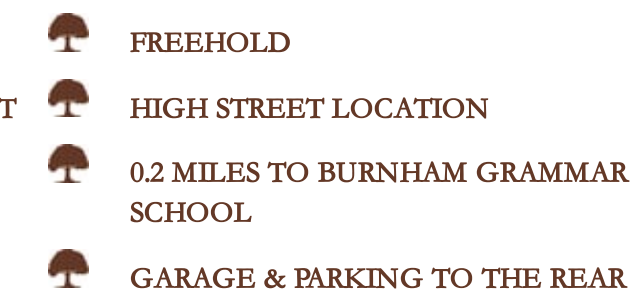 FREEHOLD
T
HIGH STREET LOCATION
0.2 MILES TO BURNHAM GRAMMAR
SCHOOL
GARAGE & PARKING TO THE REAR